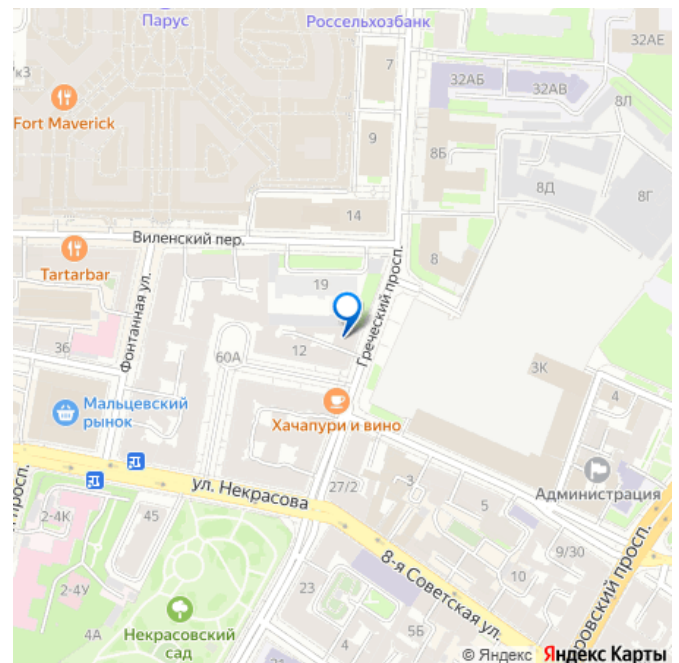 Парус
Россельхозбанк
32АЕ
к3
7
32АБ
32АВ
8Л
Fort Maverick
9
8Б
8Д
8Г
14
Виленский пер.
8
Tartarbar
19
Фонтанная ул.
Греческий просп.
36
60А
12
3К
4
Мальцевский
рынок
Хачапури и вино
Администрация
просп.
ул. Некрасова
27/2
3
5
2-4К
45
9/30
10
2-4У
8-я Советская ул.
23
4А
Некрасовский
сад
4
5Б
ровский просп.
© Яндекс Яндекс Карты